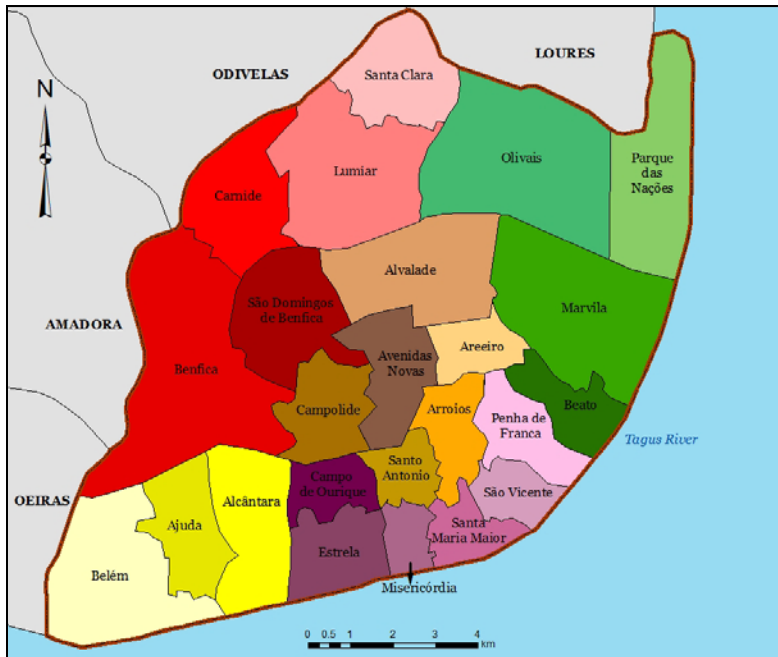 LOURES
ODIVELAS
Santa Clara
N
Olivais
Parque
das
Nações
Lumiar
Carnide
Alvalade
São Domingos
de Benfica
Marvila
AMADORA
Avenidas
Novas
Areeiro
Benfica
Campolide
Arroios
Beato
Penha de
Franca
Tagus River
Santo
Antonio
Campo
de Ourique
São Vicente
OEIRAS
Alcântara
Ajuda
Santa
Maria Maior
Estrela
Belém
Misericórdia
0 0.5 1 2 3 4
km